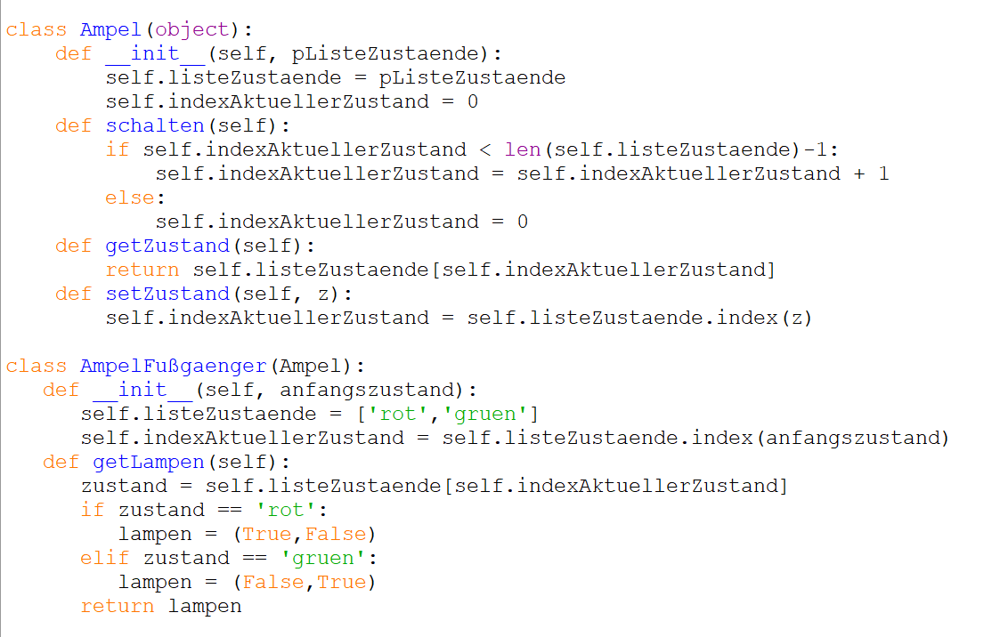 class Ampel(object):
    def __init__(self, pListeZustaende):
        self.listeZustaende = pListeZustaende
        self.indexAktuellerZustand = 0
    def schalten(self):
        if self.indexAktuellerZustand < len(self.listeZustaende)-1:
            self.indexAktuellerZustand = self.indexAktuellerZustand + 1
        else:
            self.indexAktuellerZustand = 0
    def getZustand(self):
        return self.listeZustaende[self.indexAktuellerZustand]
    def setZustand(self, z):
        self.indexAktuellerZustand = self.listeZustaende.index(z)

class AmpelFußgaenger(Ampel):
   def __init__(self, anfangszustand):
      self.listeZustaende = ['rot','gruen']
      self.indexAktuellerZustand = self.listeZustaende.index(anfangszustand)
   def getLampen(self):
      zustand = self.listeZustaende[self.indexAktuellerZustand]
      if zustand == 'rot':
         lampen = (True,False)
      elif zustand == 'gruen':
         lampen = (False,True)
      return lampen